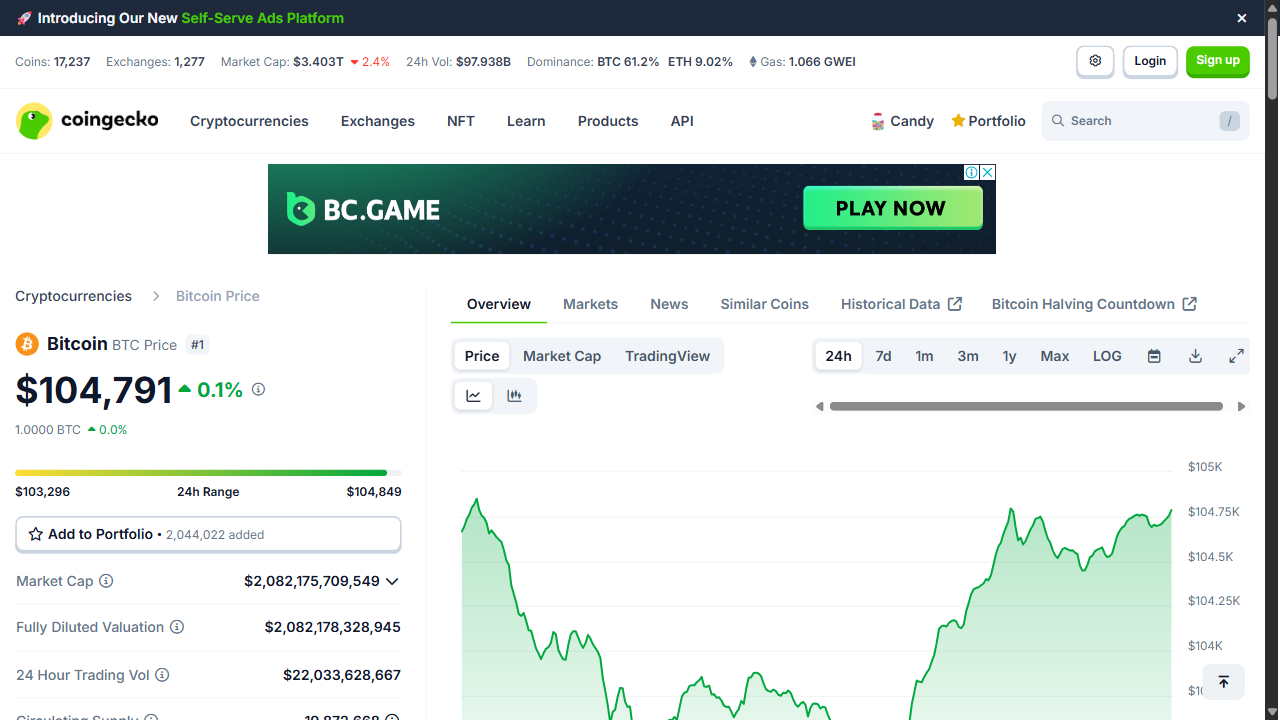 🚀 Introducing Our New Self-Serve Ads Platform
Coins: 17,237 Exchanges: 1,277 Market Cap: $3.403T 2.4% 24h Vol: $97.938B Dominance: BTC 61.2% ETH 9.02% Gas: 1.066 GWEI Login Sign up
coingecko Cryptocurrencies Exchanges NFT Learn Products API Candy Portfolio Search /
BC.GAME PLAY NOW
Cryptocurrencies Bitcoin Price
Overview Markets News Similar Coins Historical Data Bitcoin Halving Countdown
Bitcoin BTC Price #1
Price Market Cap TradingView 24h 7d 1m 3m 1y Max LOG
$104,791 0.1%
1.0000 BTC 0.0%
$103,296 24h Range $104,849
Add to Portfolio • 2,044,022 added
Market Cap $2,082,175,709,549
Fully Diluted Valuation $2,082,178,328,945
24 Hour Trading Vol $22,033,628,667
$105K
$104.75K
$104.5K
$104.25K
$104K